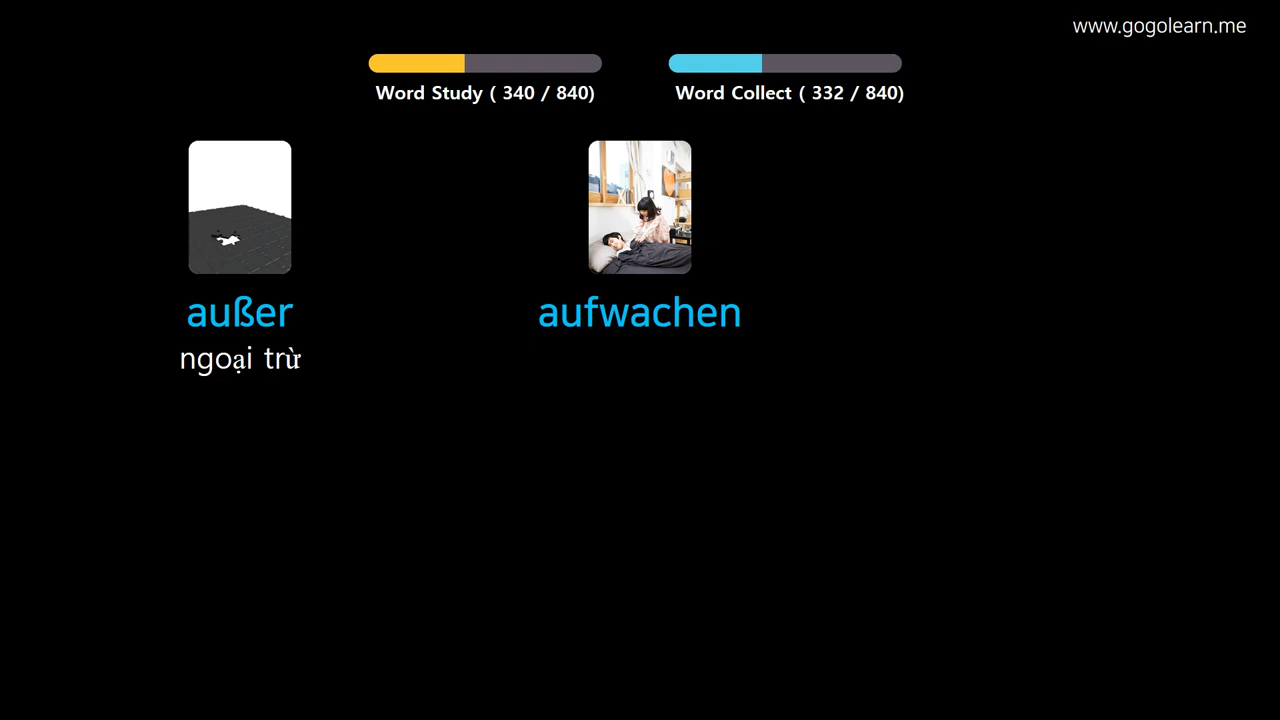 www.gogolearn.me
Word Study ( 340 / 840)
Word Collect ( 332 / 840)
außer
aufwachen
ngoại trừ